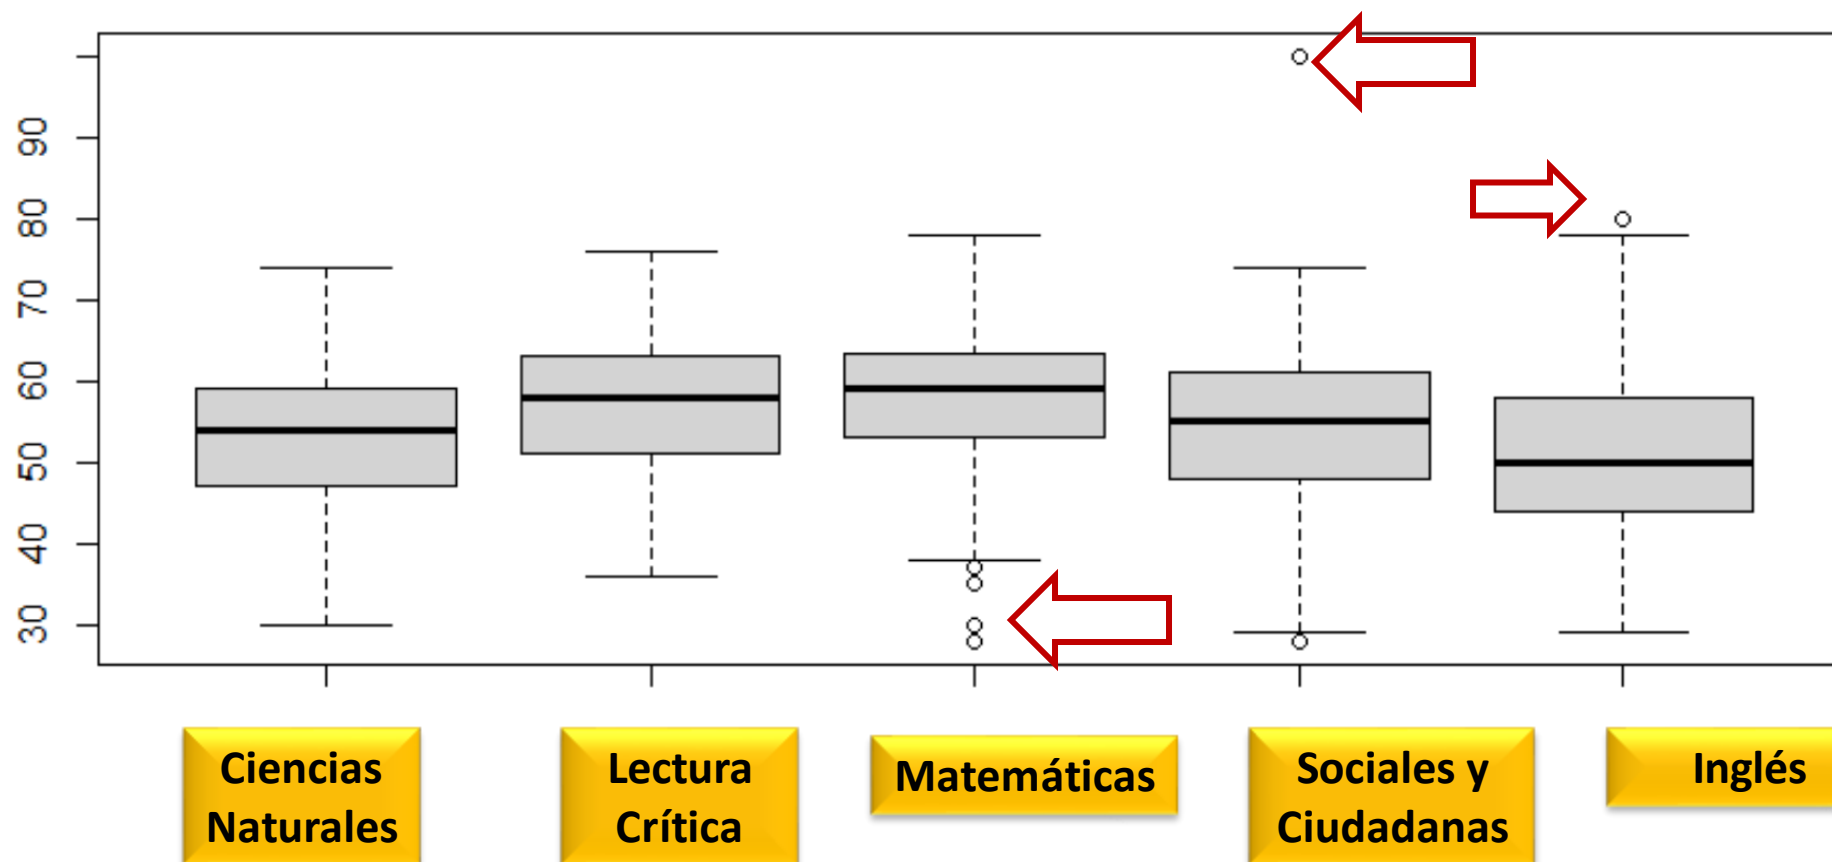 90
80
70
60
50
40
30
Ciencias
Naturales
Lectura
Crítica
Matemáticas
Sociales y
Ciudadanas
Inglés